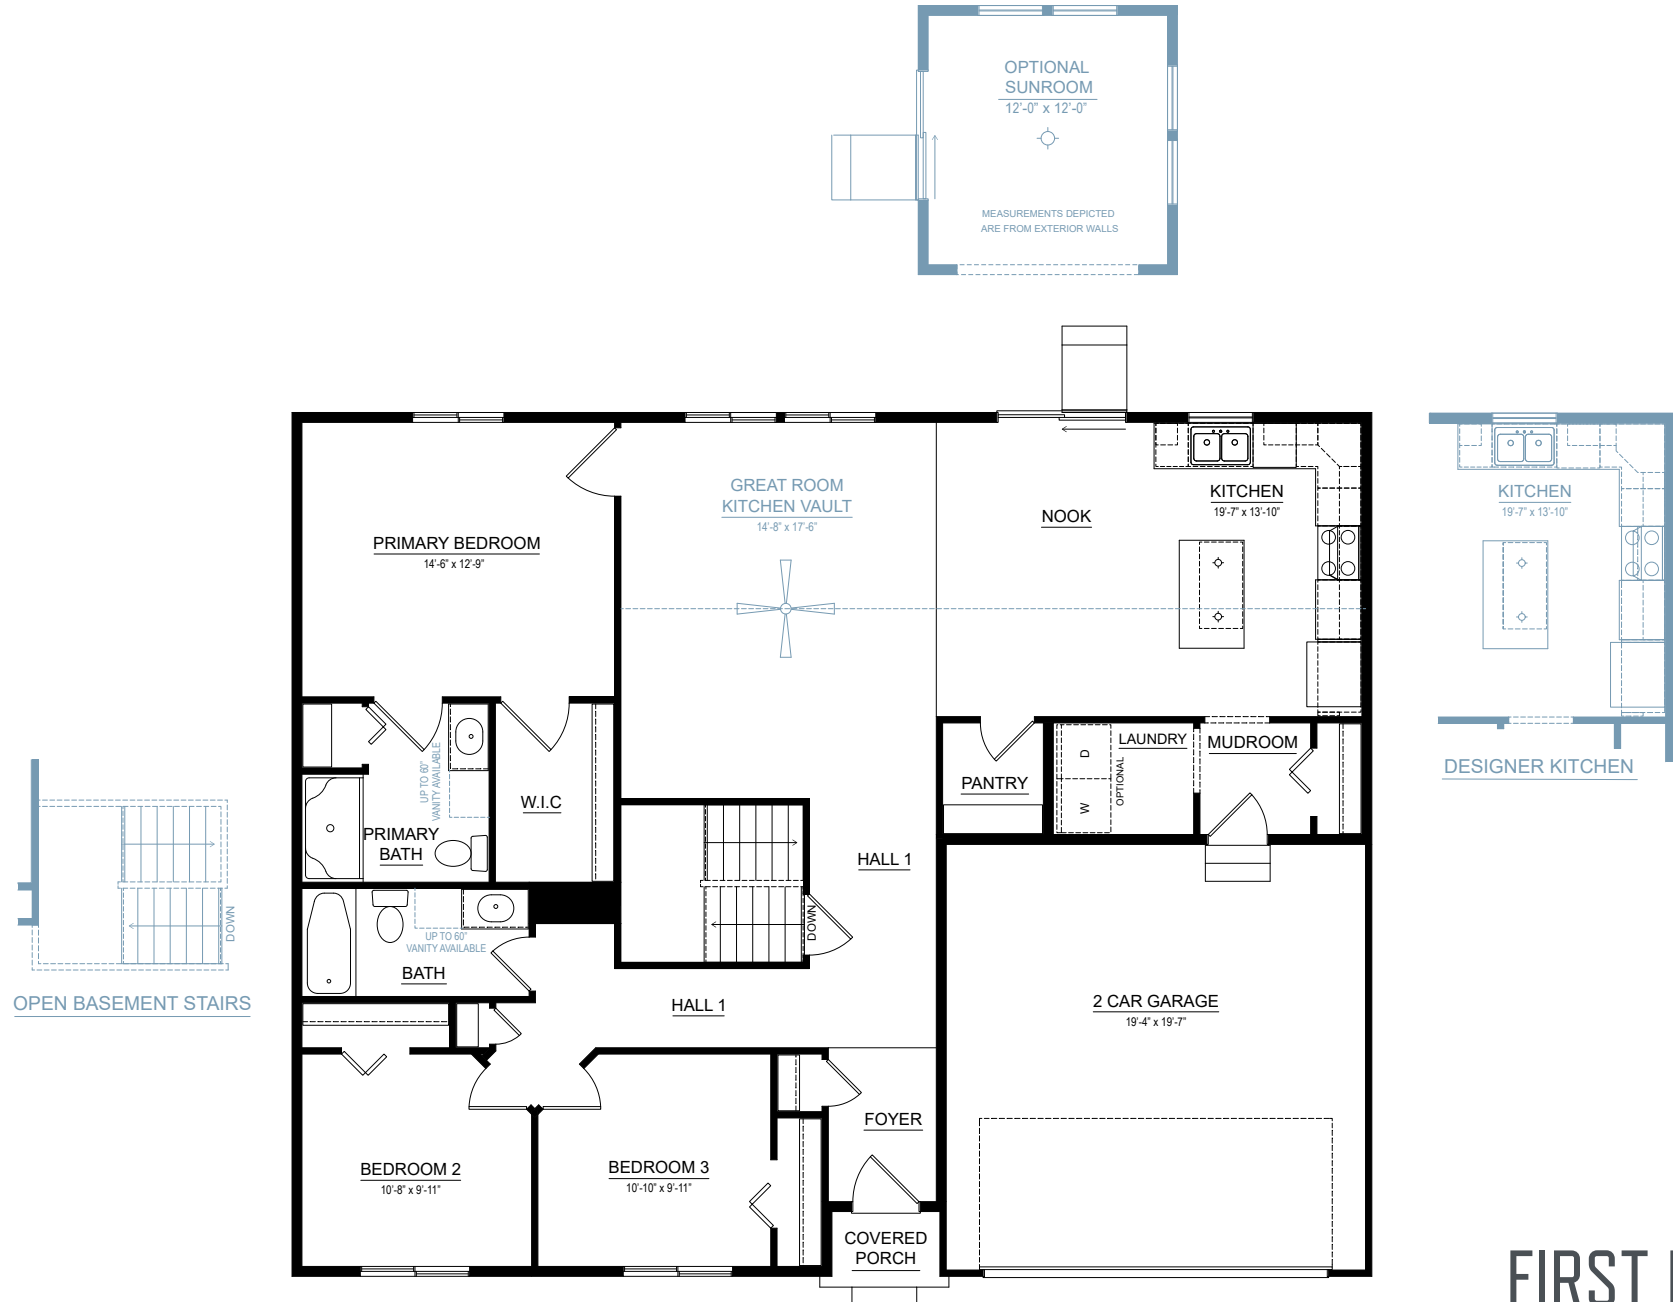 OPTIONAL
SUNROOM
12'-0" x 12'-0"
MEASUREMENTS DEPICTED
ARE FROM EXTERIOR WALLS
GREAT ROOM
KITCHEN VAULT
14'-8" x 17'-6"
NOOK
KITCHEN
19'-7" x 13'-10"
KITCHEN
19'-7" x 13'-10"
DESIGNER KITCHEN
PRIMARY BEDROOM
14'-6" x 12'-9"
UP TO 60"
VANITY AVAILABLE
PRIMARY
BATH
W.I.C
PANTRY
D
W
OPTIONAL
LAUNDRY
MUDROOM
HALL 1
DOWN
DOWN
OPEN BASEMENT STAIRS
UP TO 60"
VANITY AVAILABLE
BATH
HALL 1
2 CAR GARAGE
19'-4" x 19'-7"
FOYER
BEDROOM 2
10'-8" x 9'-11"
BEDROOM 3
10'-10" x 9'-11"
COVERED
PORCH
FIRST